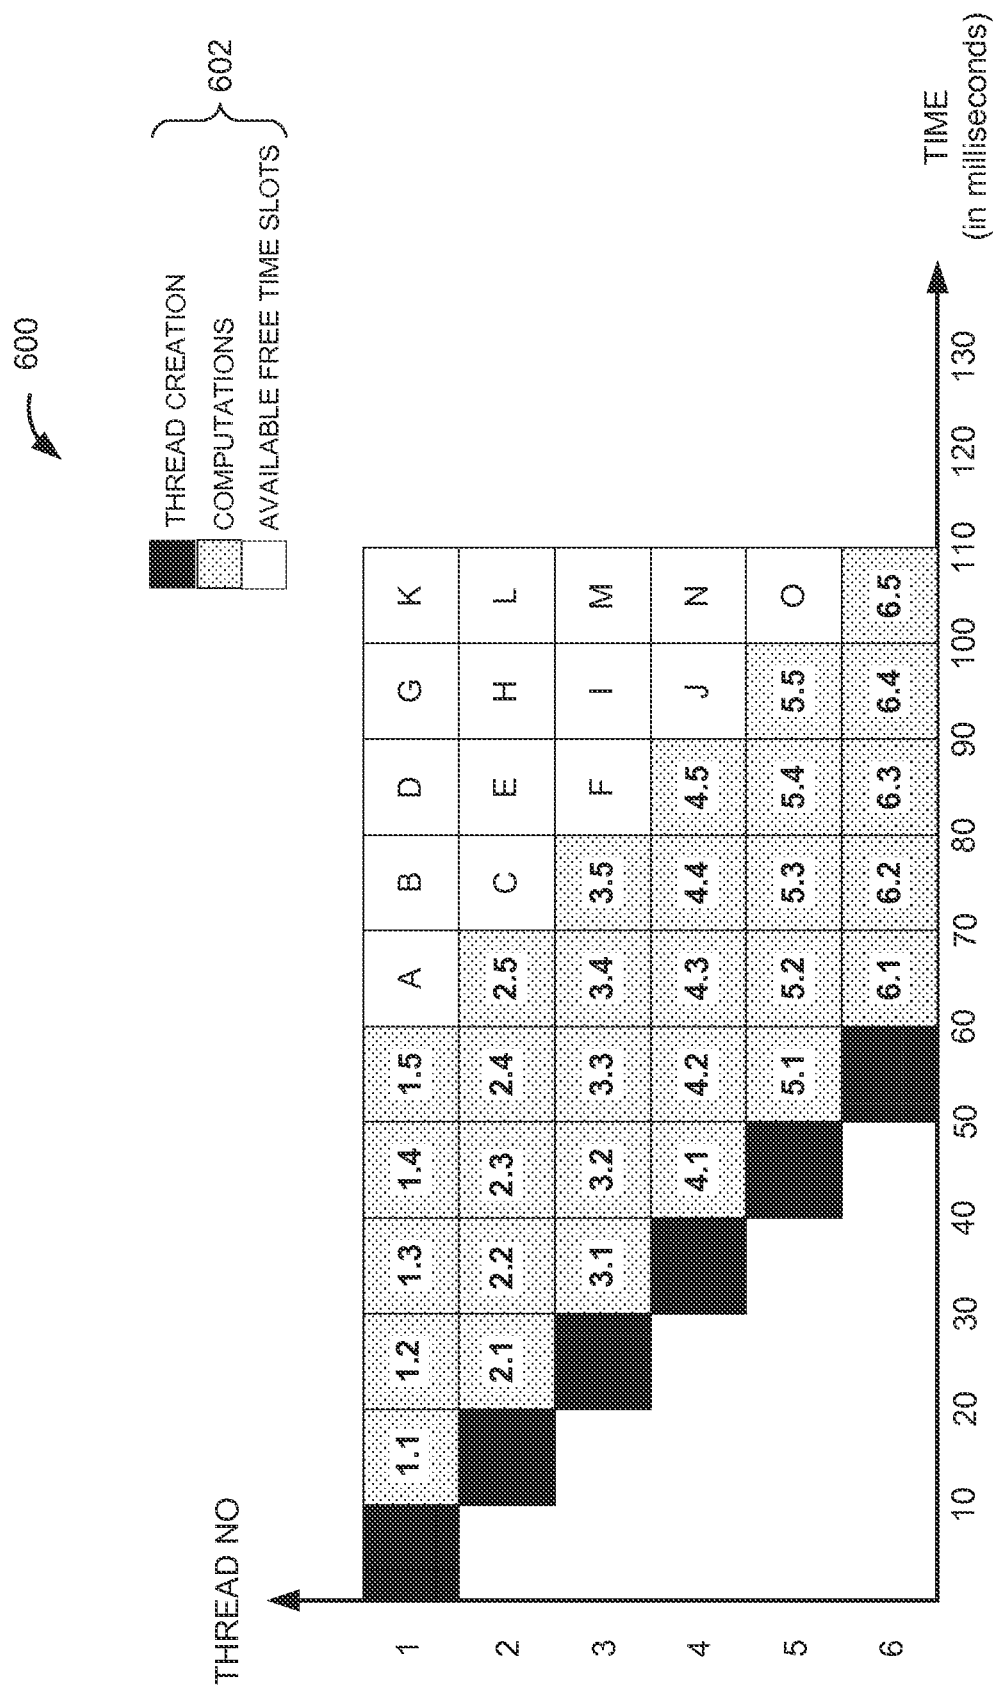 600
THREAD CREATION
COMPUTATIONS
AVAILABLE FREE TIME SLOTS
602
THREAD NO
1 1.1 1.2 1.3 1.4 1.5 A B D G K
2 2.1 2.2 2.3 2.4 2.5 C E H L
3 3.1 3.2 3.3 3.4 3.5 F I M
4 4.1 4.2 4.3 4.4 4.5 J N
5 5.1 5.2 5.3 5.4 5.5 O
6 6.1 6.2 6.3 6.4 6.5
10 20 30 40 50 60 70 80 90 100 110 120 130
TIME
(in milliseconds)